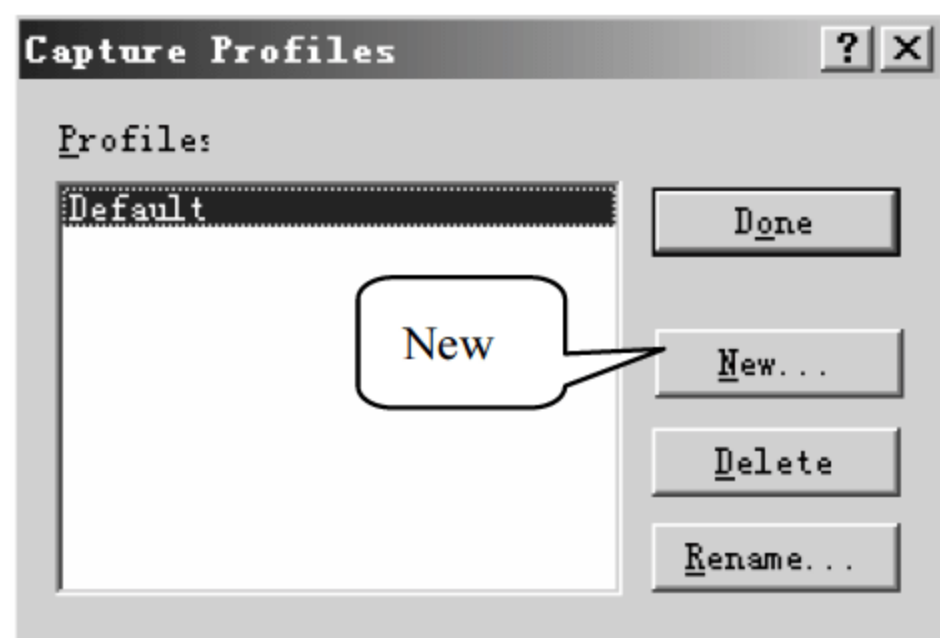 Capture Profiles
? X
Profiles
Default
Done
New
New...
Delete
Rename...